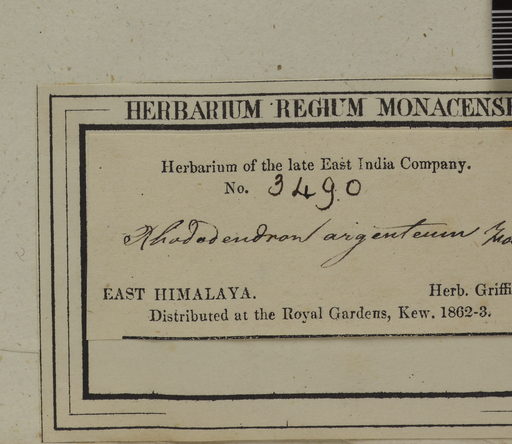 HERBARIUM REGIUM MONACENSE
Herbarium of the late East India Company.
No. 3490
Rhododendron argenteum
EAST HIMALAYA. Herb. Griffi
Distributed at the Royal Gardens, Kew. 1862-3.